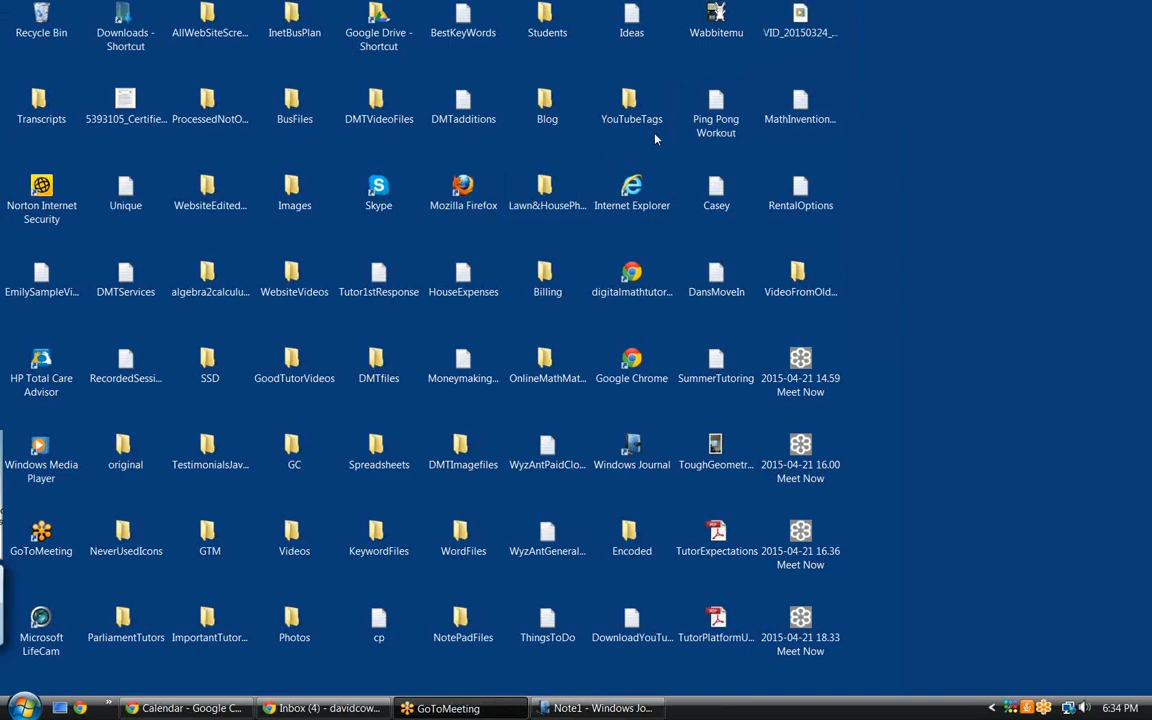 Recycle Bin
Downloads -
Shortcut
AllWebSiteScre...
InetBusPlan
Google Drive -
Shortcut
BestKeyWords
Students
Ideas
Wabbitemu
VID_20150324_...
Transcripts
5393105_Certifie...
ProcessedNotO...
BusFiles
DMTVideoFiles
DMTadditions
Blog
YouTubeTags
Ping Pong
Workout
MathInvention...
Norton Internet
Security
Unique
WebsiteEdited...
Images
Skype
Mozilla Firefox
Lawn&HousePh...
Internet Explorer
Casey
RentalOptions
EmilySampleVi...
DMTServices
algebra2calculu...
WebsiteVideos
Tutor1stResponse
HouseExpenses
Billing
digitalmathtutor...
DansMoveIn
VideoFromOld...
HP Total Care
Advisor
RecordedSessi...
SSD
GoodTutorVideos
DMTfiles
Moneymaking...
OnlineMathMat...
Google Chrome
SummerTutoring
2015-04-21 14.59
Meet Now
Windows Media
Player
original
TestimonialsJav...
GC
Spreadsheets
DMTImagefiles
WyzAntPaidClo...
Windows Journal
ToughGeometr...
2015-04-21 16.00
Meet Now
GoToMeeting
NeverUsedIcons
GTM
Videos
KeywordFiles
WordFiles
WyzAntGeneral...
Encoded
TutorExpectations
2015-04-21 16.36
Meet Now
Microsoft
LifeCam
ParliamentTutors
ImportantTutor...
Photos
cp
NotePadFiles
ThingsToDo
DownloadYouTu...
TutorPlatformU...
2015-04-21 18.33
Meet Now
Calendar - Google C...
Inbox (4) - davidcow...
GoToMeeting
Note1 - Windows Jo...
6:34 PM